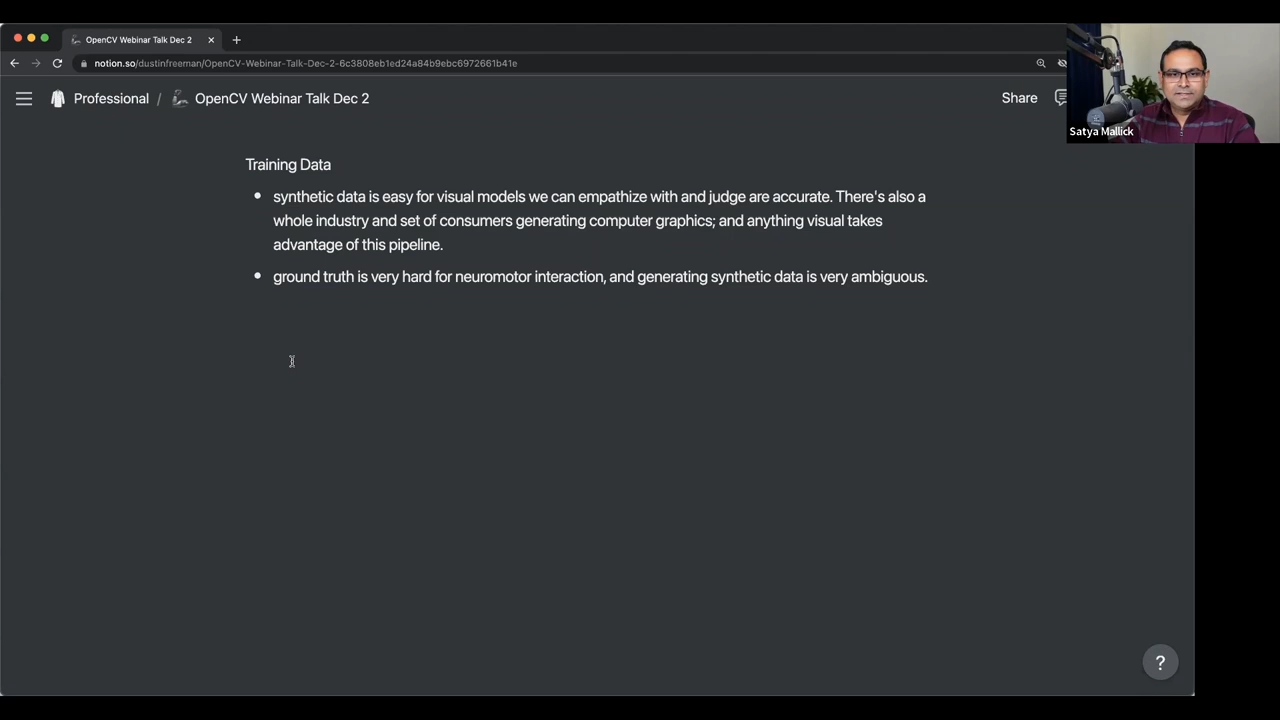 OpenCV Webinar Talk Dec 2
notion.so/dustinfreeman/OpenCV-Webinar-Talk-Dec-2-6c3808eb1ed24a84b9ebc6972661b41e
Professional / OpenCV Webinar Talk Dec 2
Share
Satya Mallick
Training Data
synthetic data is easy for visual models we can empathize with and judge are accurate. There's also a
whole industry and set of consumers generating computer graphics; and anything visual takes
advantage of this pipeline.
ground truth is very hard for neuromotor interaction, and generating synthetic data is very ambiguous.
?